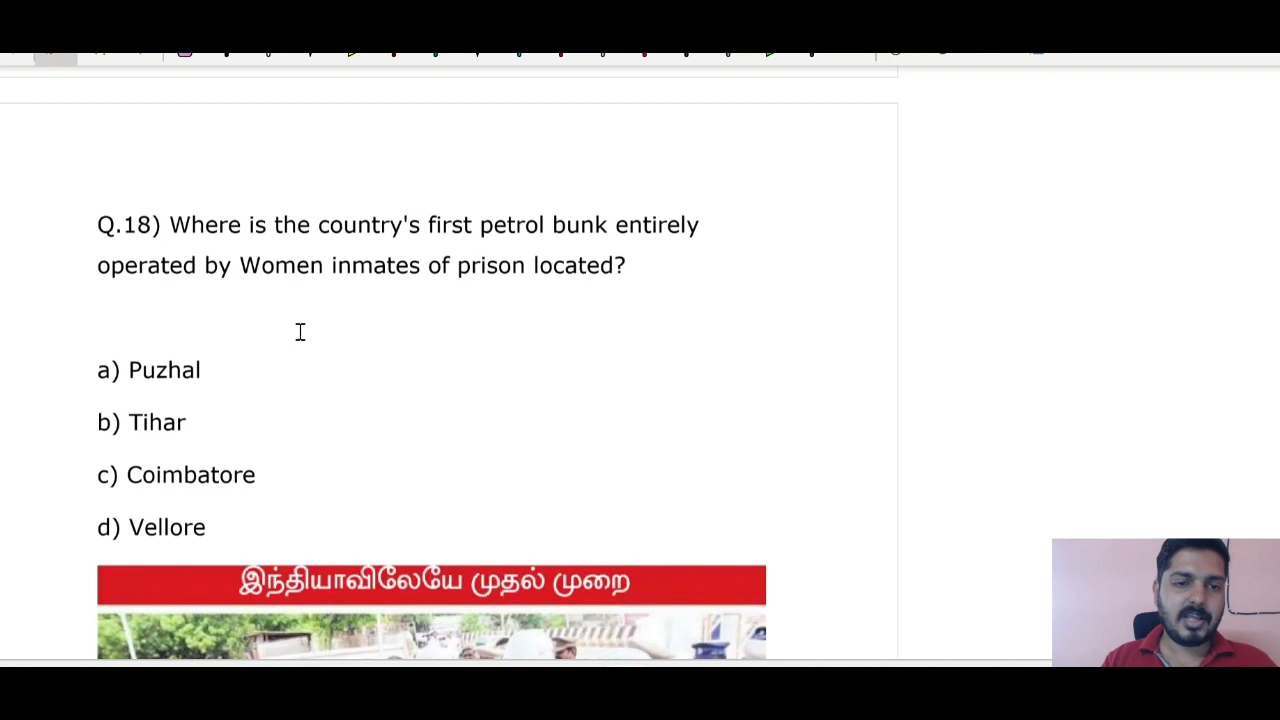 Q.18) Where is the country's first petrol bunk entirely
operated by Women inmates of prison located?
a) Puzhal
b) Tihar
c) Coimbatore
d) Vellore
இந்தியாவிலேயே முதல் முறை